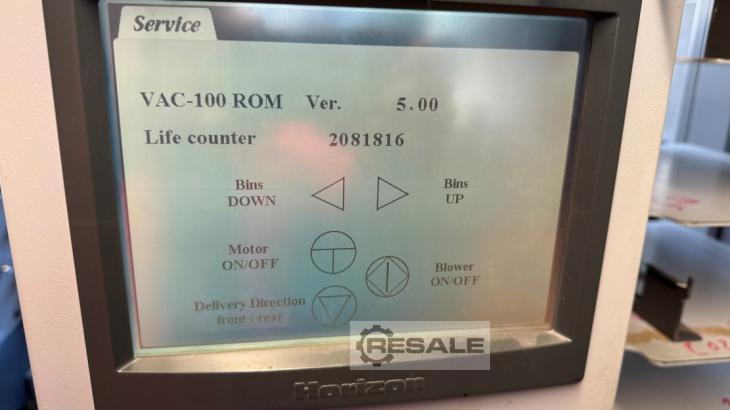 Service
VAC-100 ROM Ver. 5.00
Life counter 2081816
Bins
DOWN
Bins
UP
Motor
ON/OFF
Blower
ON/OFF
Delivery Direction
front / rear
RESALE
Horizon